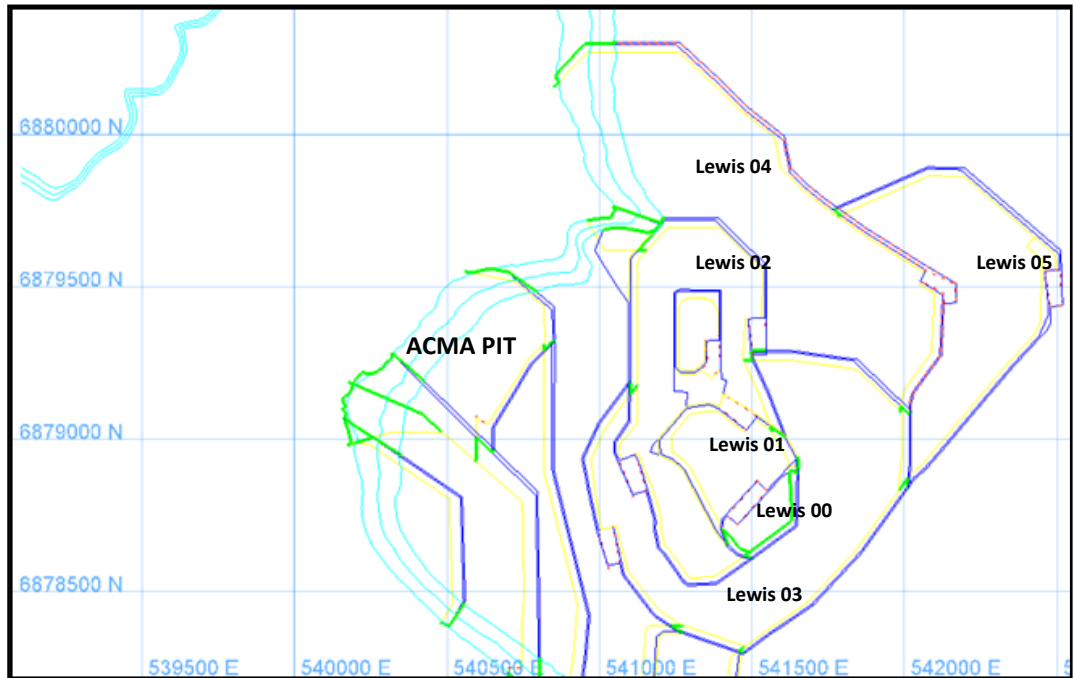 6880000 N
Lewis 04
Lewis 02
Lewis 05
6879500 N
ACMA PIT
6879000 N
Lewis 01
Lewis 00
6878500 N
Lewis 03
539500 E
540000 E
540500 E
541000 E
541500 E
542000 E